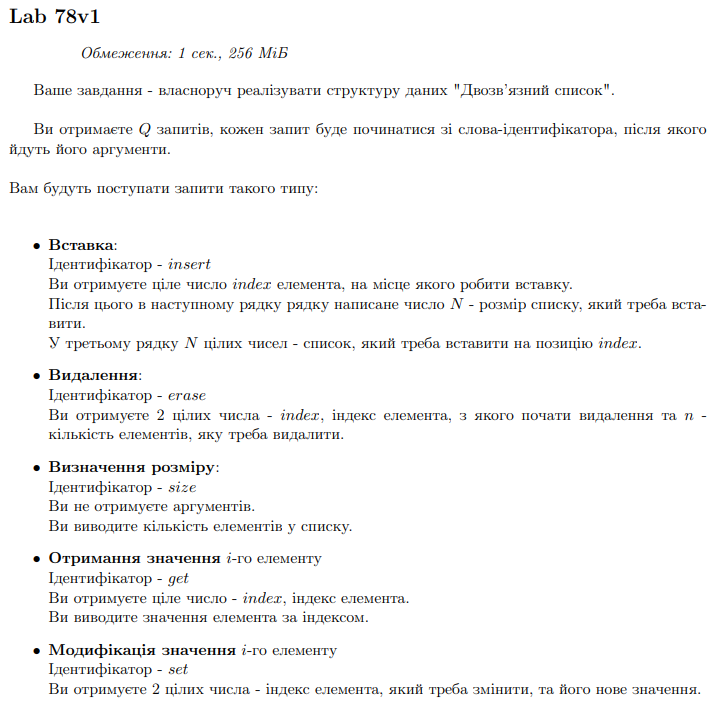 Lab 78v1
Обмеження: 1 сек., 256 МіБ
Ваше завдання - власноруч реалізувати структуру даних "Двозв'язний список".
Ви отримаєте Q запитів, кожен запит буде починатися зі слова-ідентифікатора, після якого
йдуть його аргументи.
Вам будуть поступати запити такого типу:
• Вставка:
Ідентифікатор - insert
Ви отримуєте ціле число index елемента, на місце якого робити вставку.
Після цього в наступному рядку рядку написане число N - розмір списку, який треба вста-
вити.
У третьому рядку N цілих чисел - список, який треба вставити на позицію index.
• Видалення:
Ідентифікатор - erase
Ви отримуєте 2 цілих числа - index, індекс елемента, з якого почати видалення та n -
кількість елементів, яку треба видалити.
• Визначення розміру:
Ідентифікатор - size
Ви не отримуєте аргументів.
Ви виводите кількість елементів у списку.
• Отримання значення i-го елементу
Ідентифікатор - get
Ви отримуєте ціле число - index, індекс елемента.
Ви виводите значення елемента за індексом.
• Модифікація значення i-го елементу
Ідентифікатор - set
Ви отримуєте 2 цілих числа - індекс елемента, який треба змінити, та його нове значення.